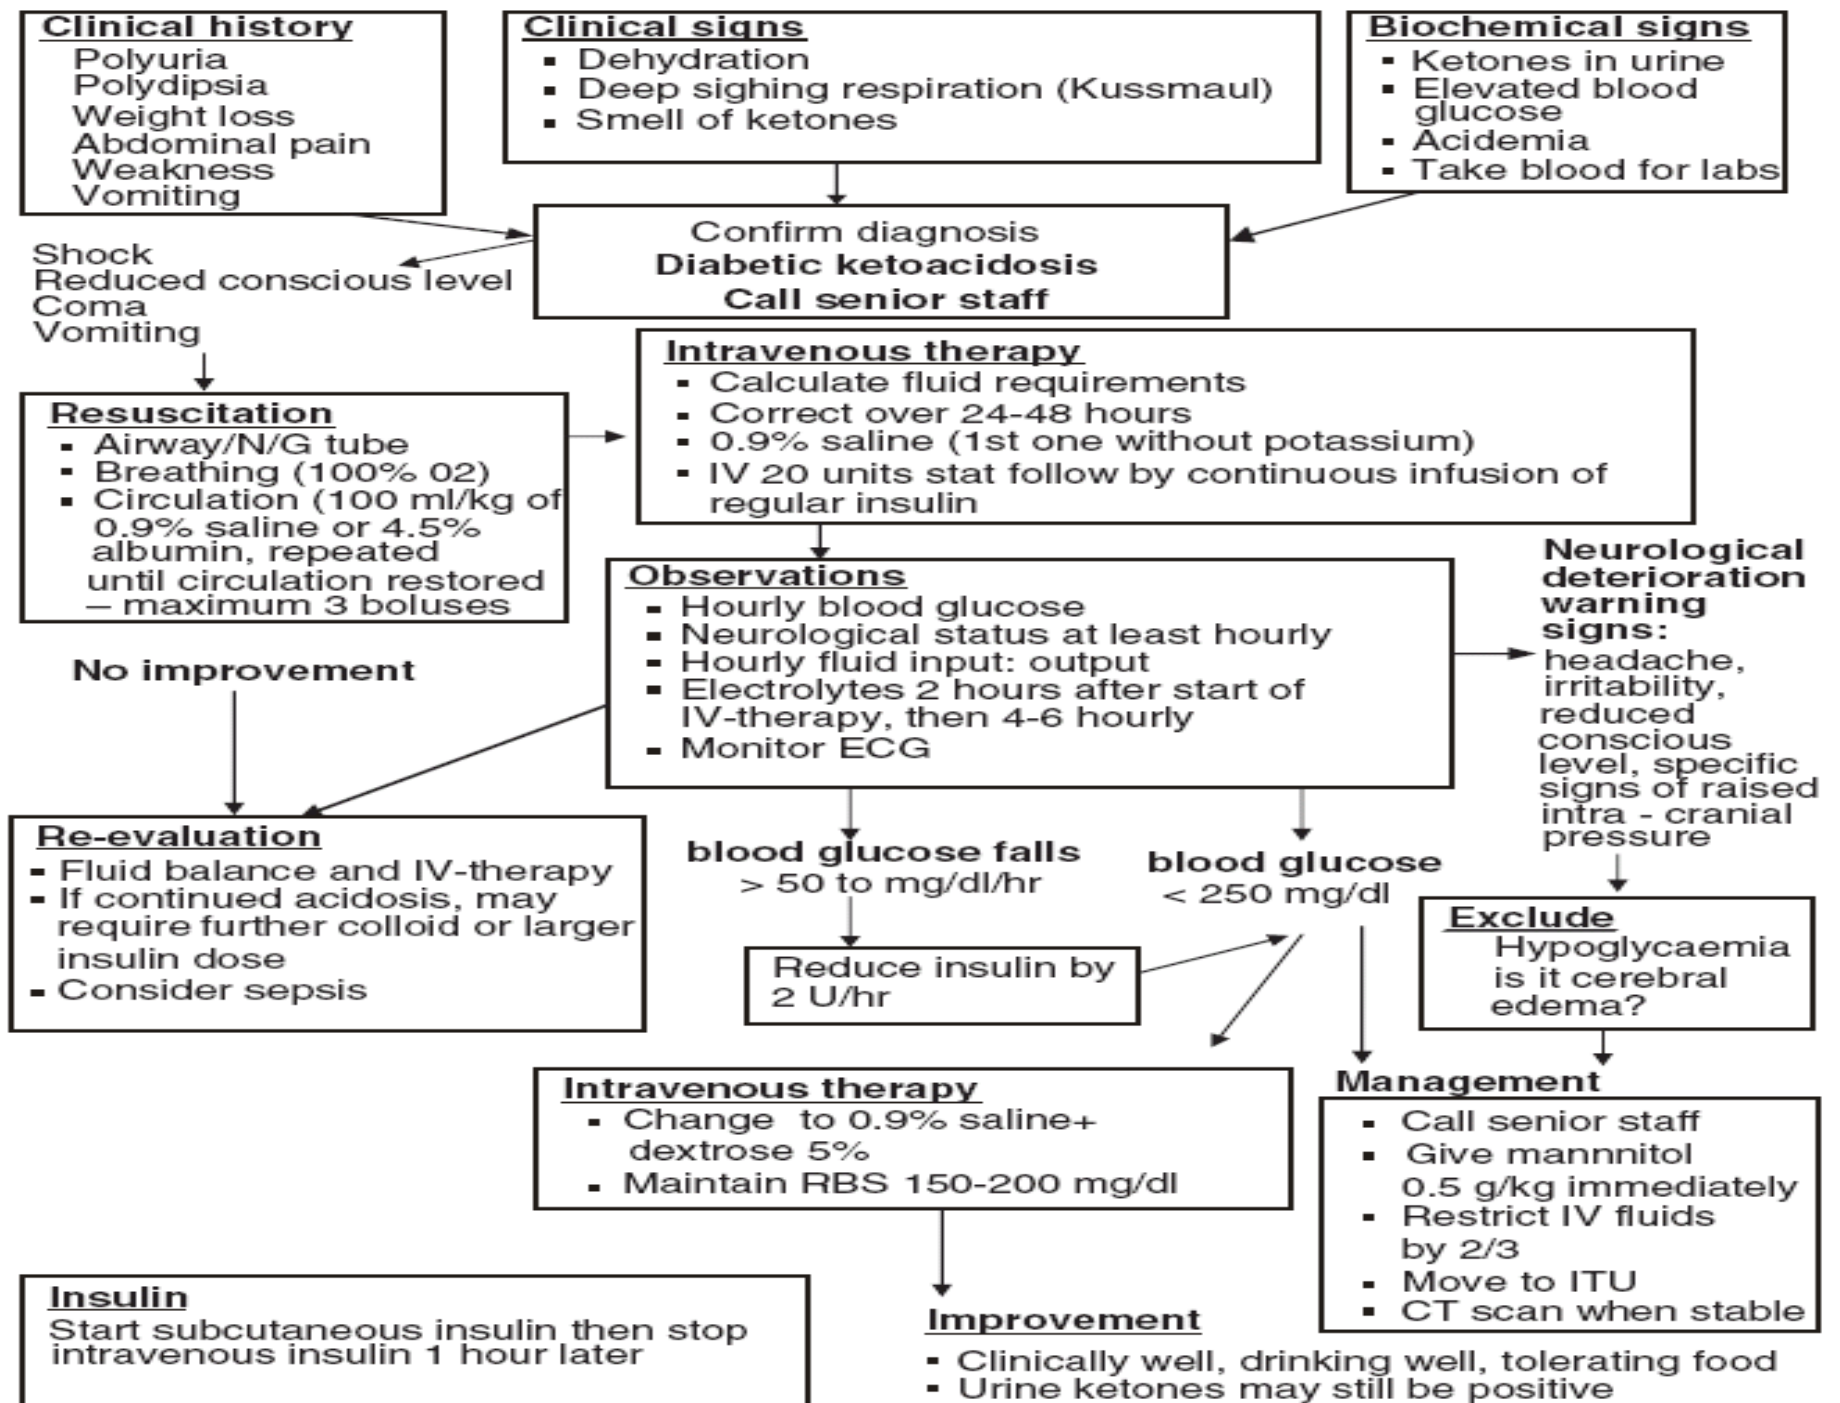 Clinical history
Polyuria
Polydipsia
Weight loss
Abdominal pain
Weakness
Vomiting
Clinical signs
▪ Dehydration
▪ Deep sighing respiration (Kussmaul)
▪ Smell of ketones
Biochemical signs
▪ Ketones in urine
▪ Elevated blood
glucose
▪ Acidemia
▪ Take blood for labs
Confirm diagnosis
Diabetic ketoacidosis
Call senior staff
Shock
Reduced conscious level
Coma
Vomiting
Resuscitation
▪ Airway/N/G tube
▪ Breathing (100% 02)
▪ Circulation (100 ml/kg of
0.9% saline or 4.5%
albumin, repeated
until circulation restored
– maximum 3 boluses
Intravenous therapy
▪ Calculate fluid requirements
▪ Correct over 24-48 hours
▪ 0.9% saline (1st one without potassium)
▪ IV 20 units stat follow by continuous infusion of
regular insulin
Observations
▪ Hourly blood glucose
▪ Neurological status at least hourly
▪ Hourly fluid input: output
▪ Electrolytes 2 hours after start of
IV-therapy, then 4-6 hourly
▪ Monitor ECG
Neurological
deterioration
warning
signs:
headache,
irritability,
reduced
conscious
level, specific
signs of raised
intra - cranial
pressure
No improvement
Re-evaluation
▪ Fluid balance and IV-therapy
▪ If continued acidosis, may
require further colloid or larger
insulin dose
▪ Consider sepsis
blood glucose falls
> 50 to mg/dl/hr
blood glucose
< 250 mg/dl
Reduce insulin by
2 U/hr
Exclude
Hypoglycaemia
is it cerebral
edema?
Intravenous therapy
▪ Change to 0.9% saline+
dextrose 5%
▪ Maintain RBS 150-200 mg/dl
Management
▪ Call senior staff
▪ Give mannnitol
0.5 g/kg immediately
▪ Restrict IV fluids
by 2/3
▪ Move to ITU
▪ CT scan when stable
Insulin
Start subcutaneous insulin then stop
intravenous insulin 1 hour later
Improvement
▪ Clinically well, drinking well, tolerating food
▪ Urine ketones may still be positive